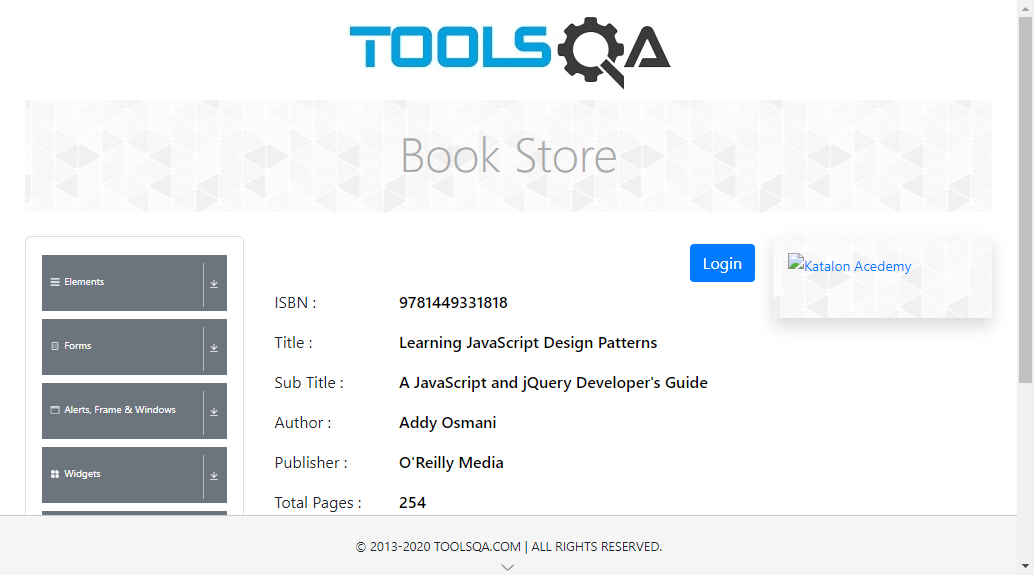 TOOLSQA
Book Store
Elements
Forms
Alerts, Frame & Windows
Widgets
Login
ISBN : 9781449331818
Title : Learning JavaScript Design Patterns
Sub Title : A JavaScript and jQuery Developer's Guide
Author : Addy Osmani
Publisher : O'Reilly Media
Total Pages : 254
Katalon Acedemy
© 2013-2020 TOOLSQA.COM | ALL RIGHTS RESERVED.